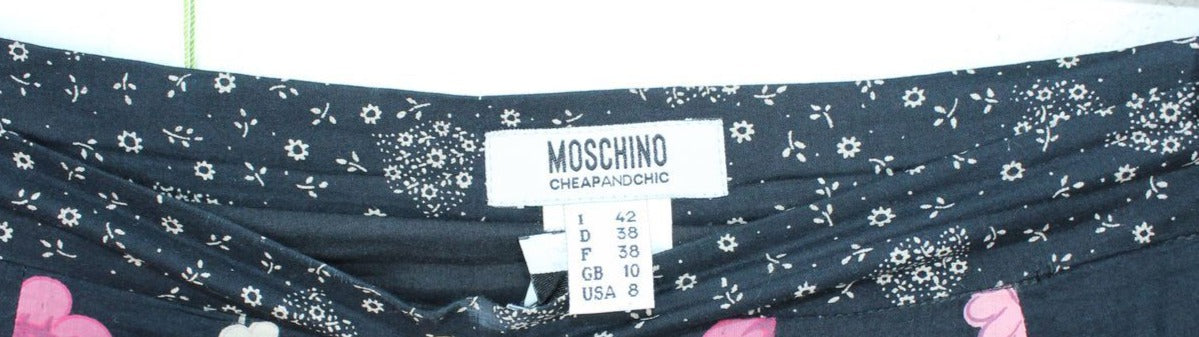 MOSCHINO
CHEAPANDCHIC
I 42
D 38
F 38
GB 10
USA 8